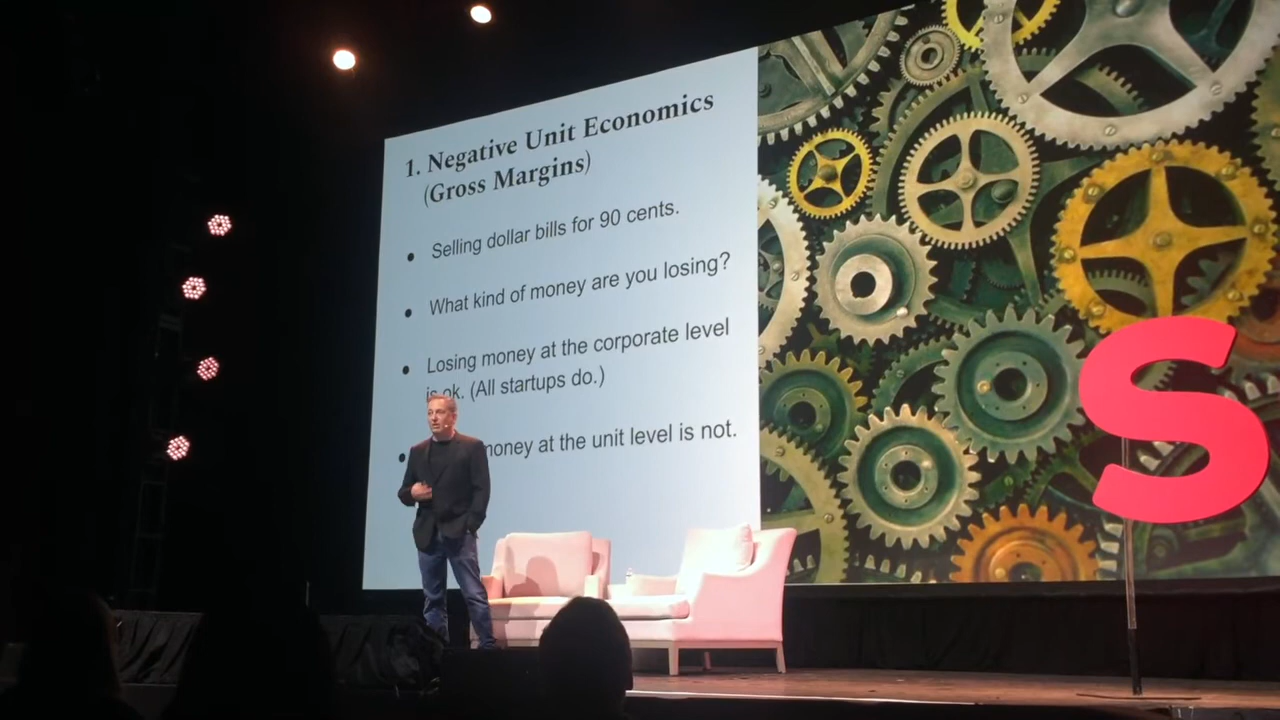 1. Negative Unit Economics
(Gross Margins)
• Selling dollar bills for 90 cents.
• What kind of money are you losing?
• Losing money at the corporate level
is ok. (All startups do.)
• money at the unit level is not.
S